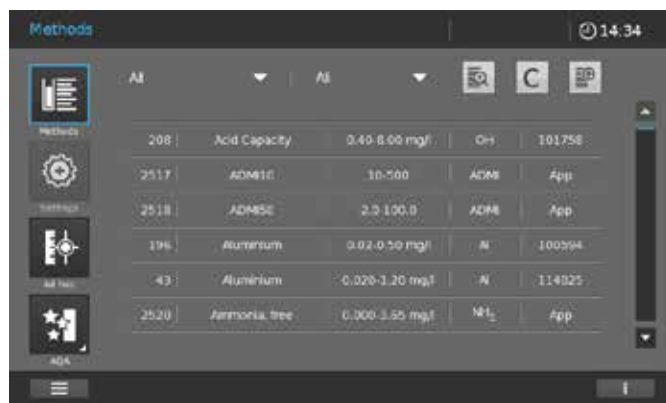 Methods 14:34
All All C
Methods
208 Acid Capacity 0.40-8.00 mg/l OH 101758
Settings
2517 ADMI10 10-500 ADMI App
2518 ADMI50 2.0-100.0 ADMI App
196 Aluminium 0.02-0.50 mg/l Al 100594
Ad hoc
43 Aluminium 0.020-1.20 mg/l Al 114825
2520 Ammonia, free 0.000-3.65 mg/l NH₃ App
AQA
i